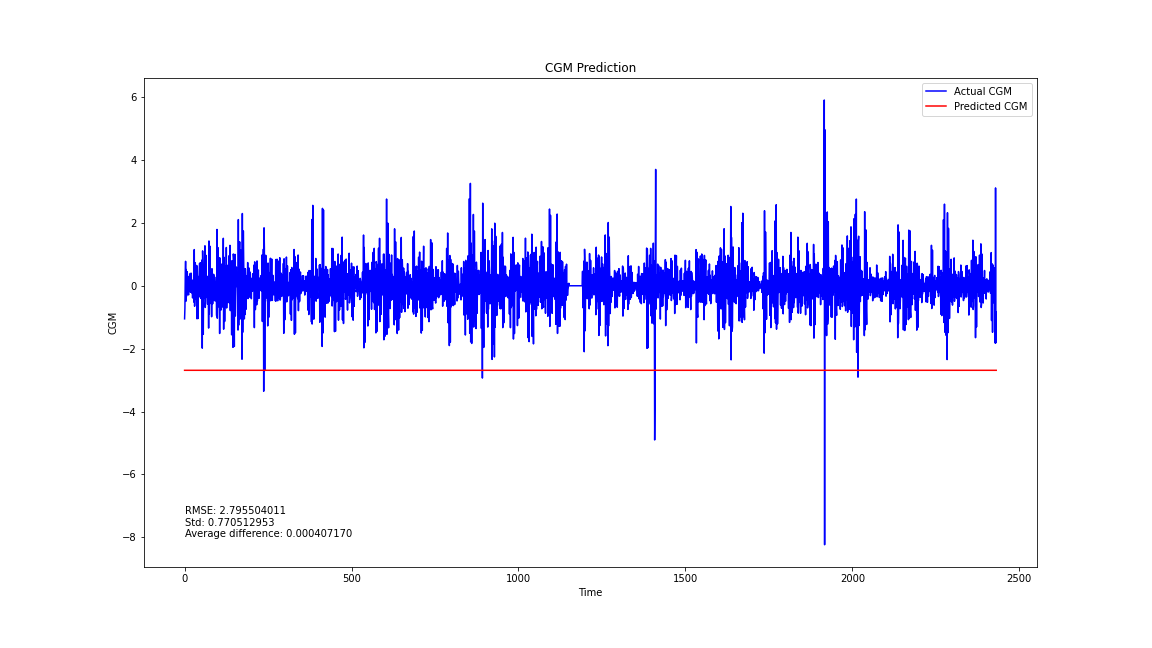 CGM Prediction
Actual CGM
Predicted CGM
6
4
2
0
−2
−4
−6
−8
CGM
RMSE: 2.795504011
Std: 0.770512953
Average difference: 0.000407170
0 500 1000 1500 2000 2500
Time